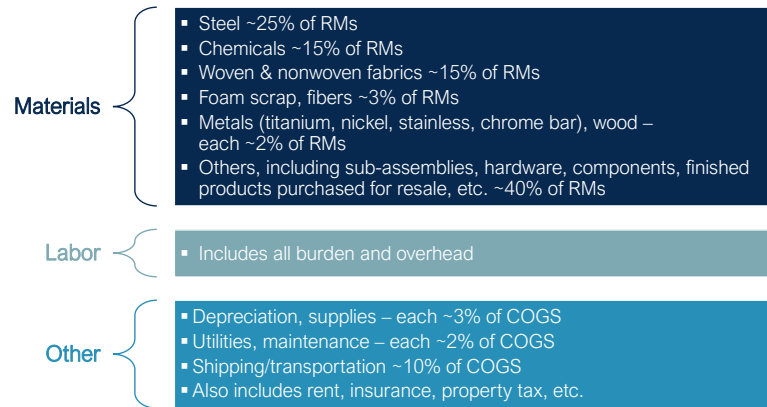 Materials
▪ Steel ~25% of RMs
▪ Chemicals ~15% of RMs
▪ Woven & nonwoven fabrics ~15% of RMs
▪ Foam scrap, fibers ~3% of RMs
▪ Metals (titanium, nickel, stainless, chrome bar), wood –
each ~2% of RMs
▪ Others, including sub-assemblies, hardware, components, finished
products purchased for resale, etc. ~40% of RMs
Labor
▪ Includes all burden and overhead
Other
▪ Depreciation, supplies – each ~3% of COGS
▪ Utilities, maintenance – each ~2% of COGS
▪ Shipping/transportation ~10% of COGS
▪ Also includes rent, insurance, property tax, etc.